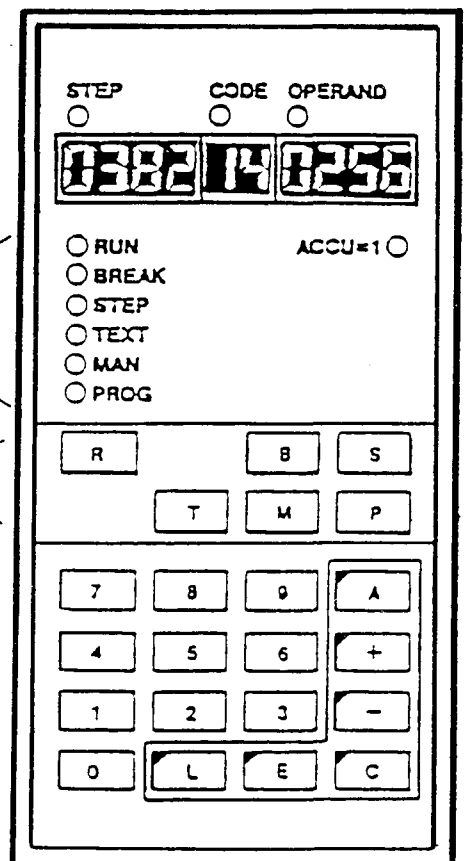 STEP CODE OPERAND
0382 14 0256
RUN ACCU=1
BREAK
STEP
TEXT
MAN
PROG
R B S
T M P
7 8 9 A
4 5 6 +
1 2 3 -
0 L E C